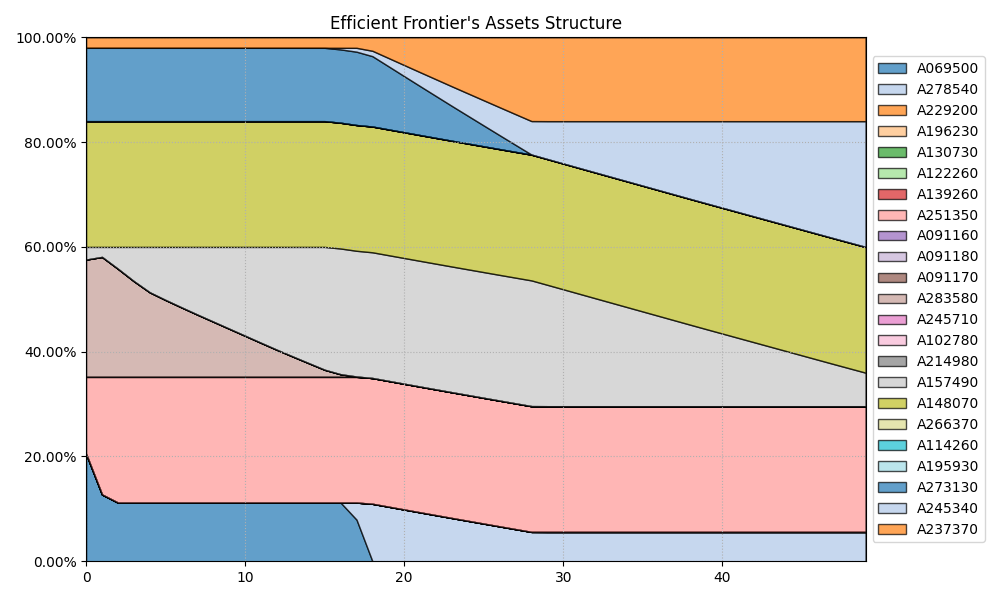 Efficient Frontier's Assets Structure
100.00%
80.00%
60.00%
40.00%
20.00%
0.00%
0
10
20
30
40
A069500
A278540
A229200
A196230
A130730
A122260
A139260
A251350
A091160
A091180
A091170
A283580
A245710
A102780
A214980
A157490
A148070
A266370
A114260
A195930
A273130
A245340
A237370